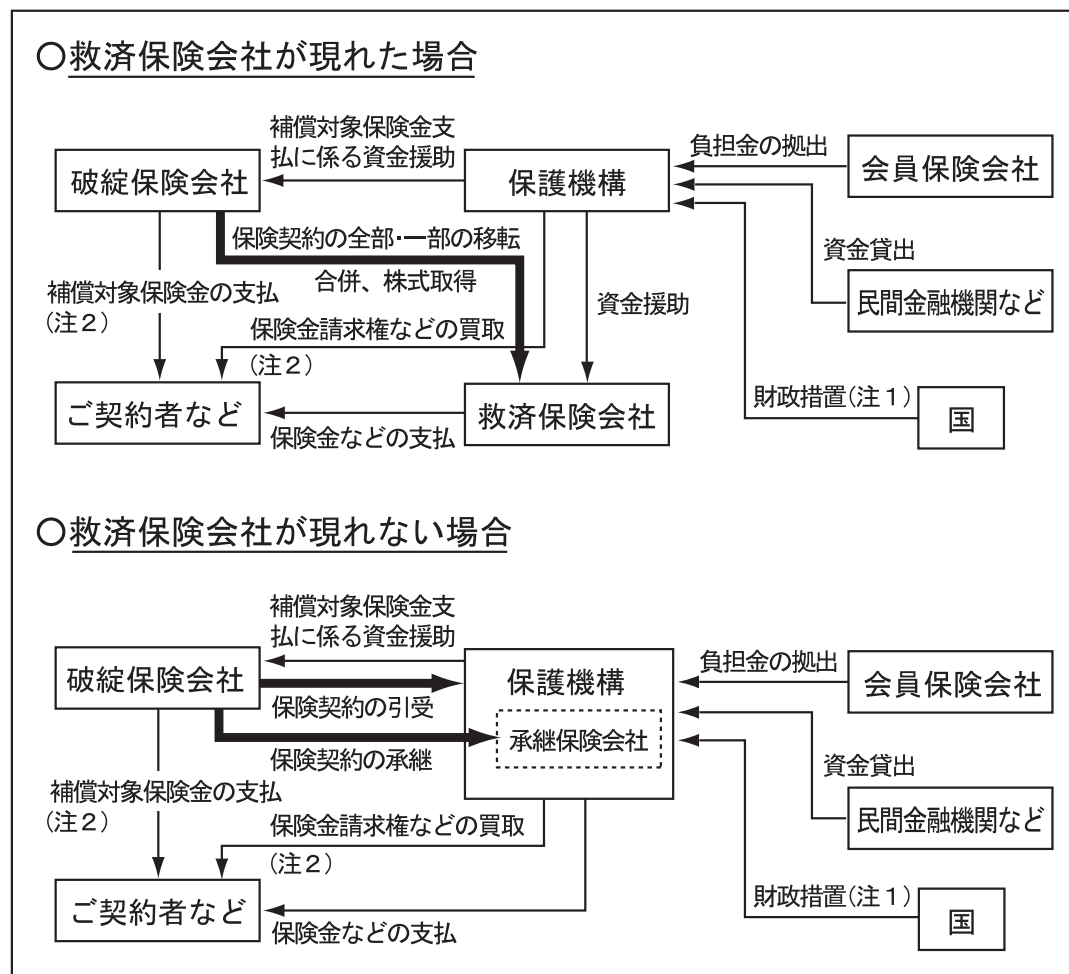 ○救済保険会社が現れた場合
補償対象保険金支
払に係る資金援助
負担金の拠出
会員保険会社
破綻保険会社
保護機構
保険契約の全部・一部の移転
合併、株式取得
資金貸出
民間金融機関など
補償対象保険金の支払
(注2)
資金援助
保険金請求権などの買取
(注2)
財政措置(注1)
国
ご契約者など
救済保険会社
保険金などの支払
○救済保険会社が現れない場合
補償対象保険金支
払に係る資金援助
負担金の拠出
会員保険会社
破綻保険会社
保護機構
保険契約の引受
承継保険会社
保険契約の承継
資金貸出
民間金融機関など
補償対象保険金の支払
(注2)
保険金請求権などの買取
(注2)
財政措置(注1)
国
ご契約者など
保険金などの支払